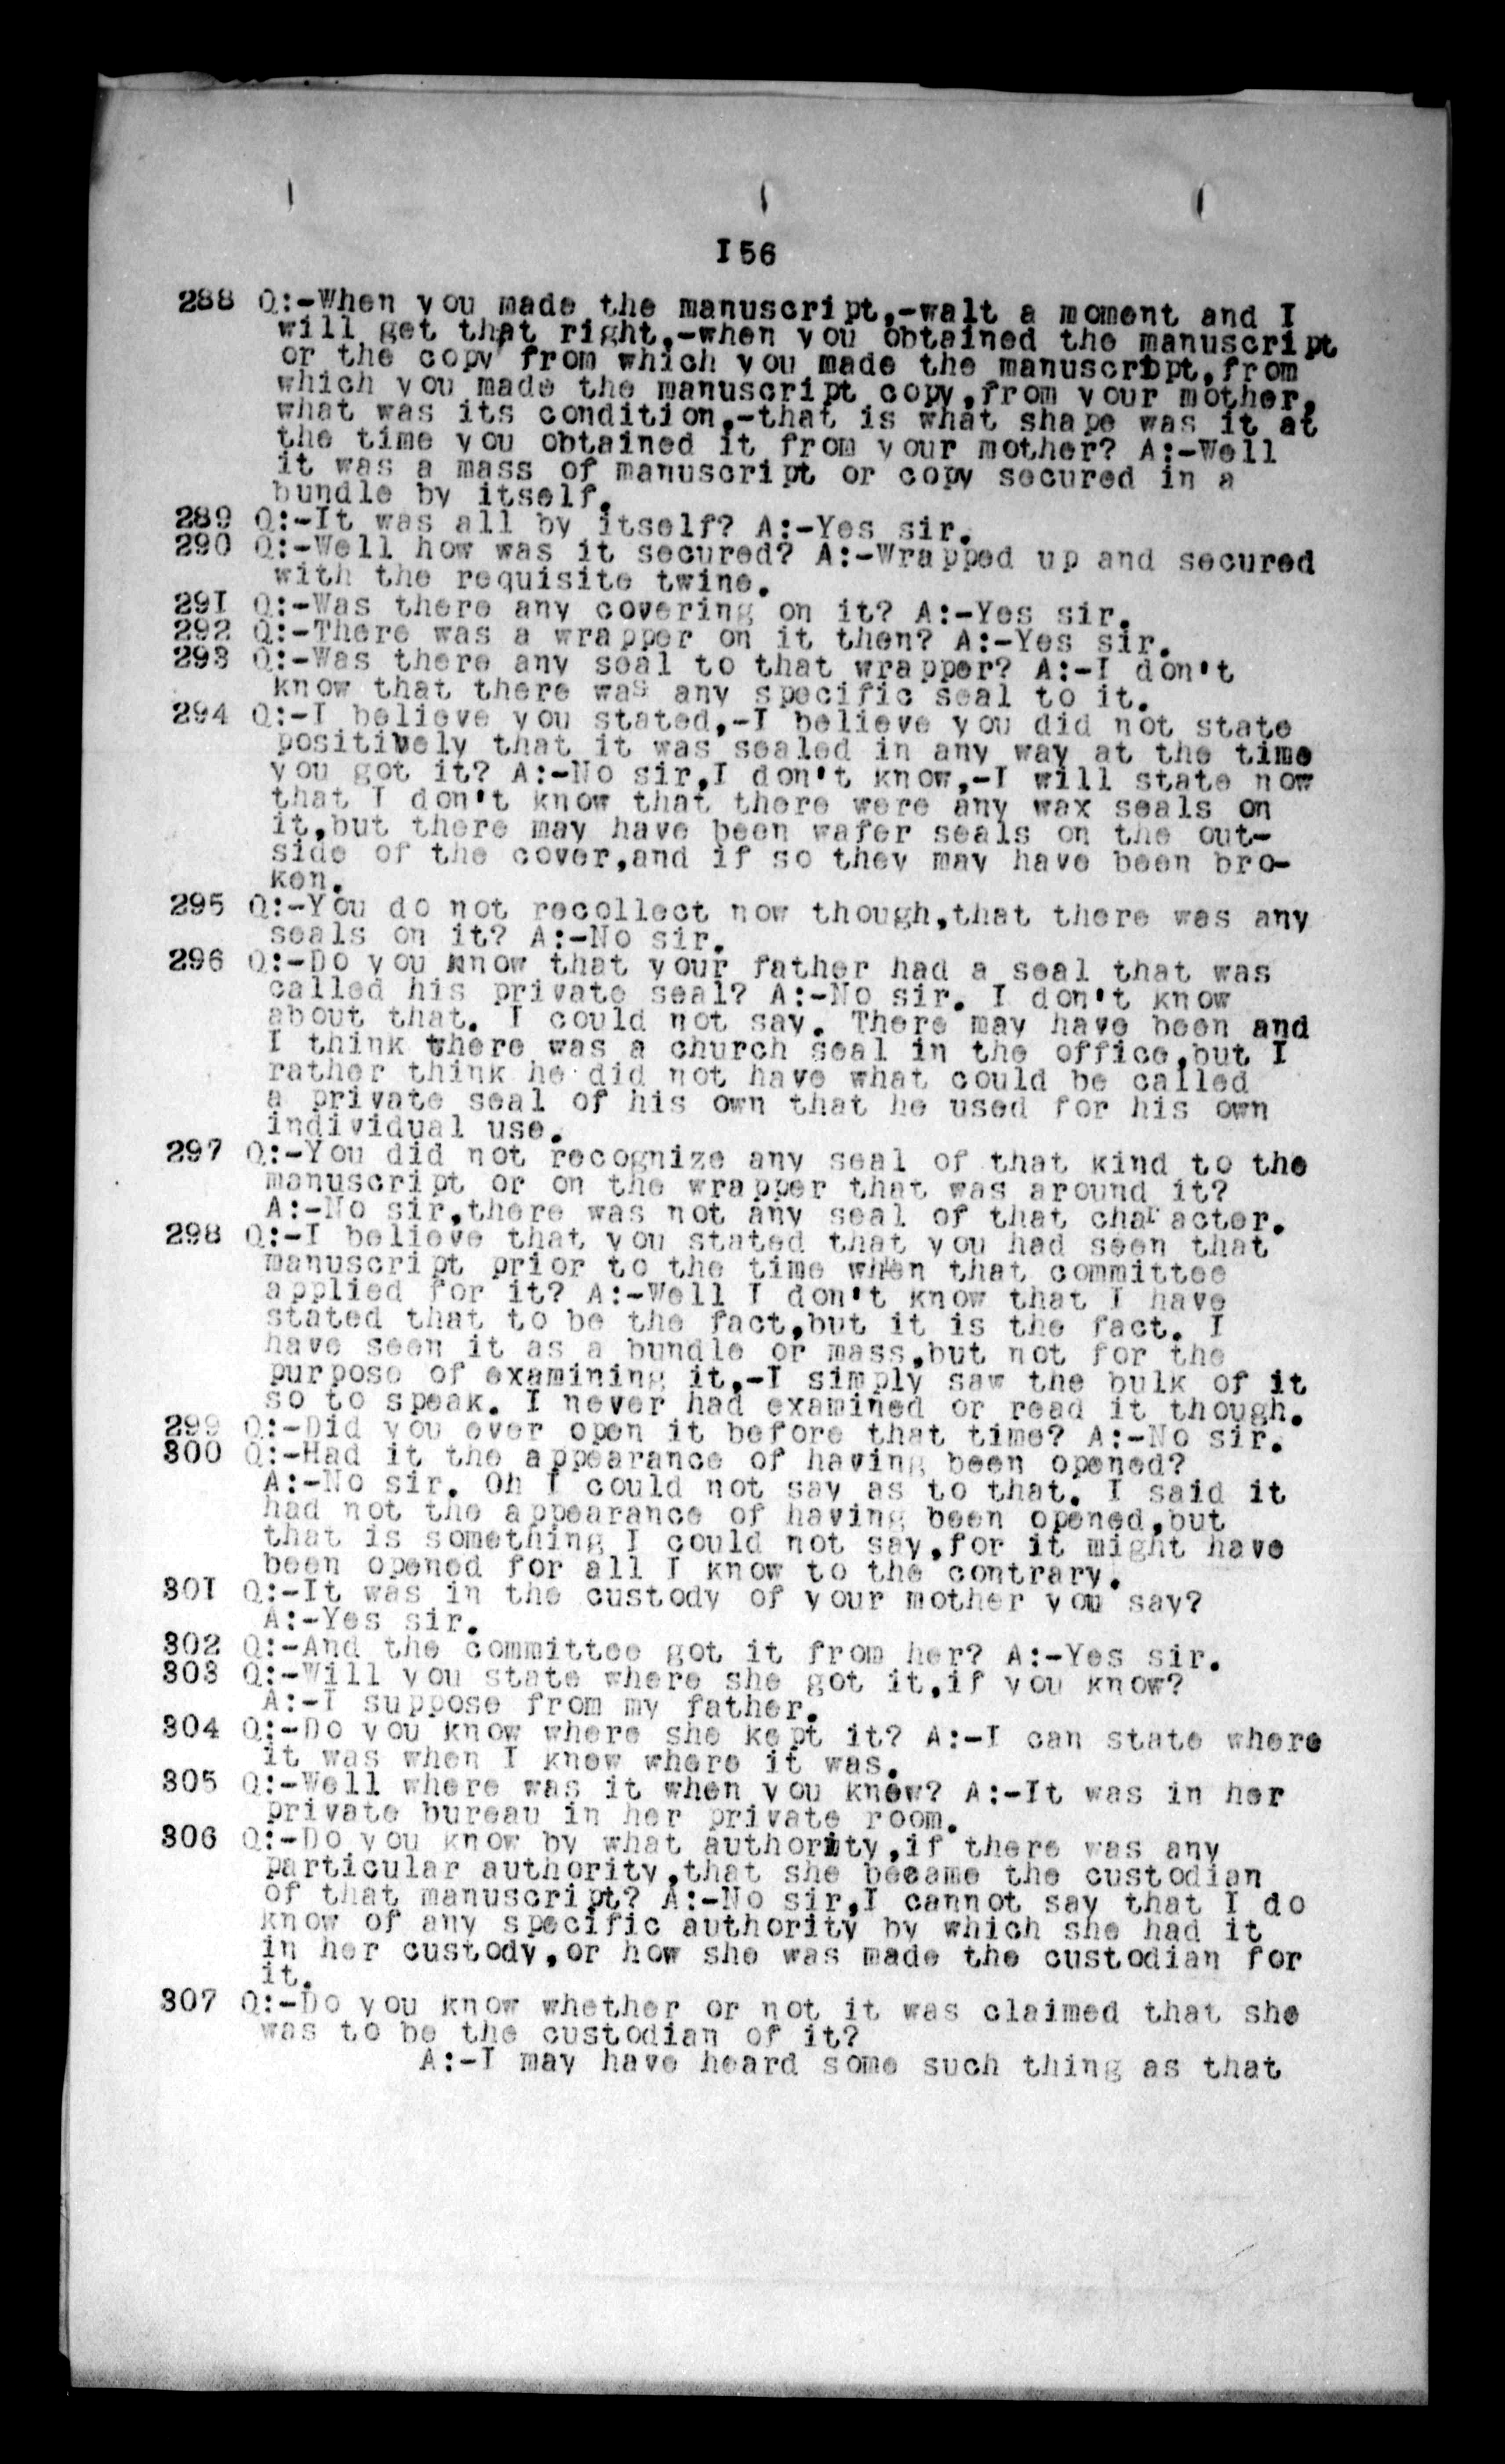 I56
288 Q:-When you made the manuscript,-walt a moment and I
will get that right,-when you obtained the manuscript
or the copy from which you made the manuscript,from
which you made the manuscript copy,from your mother,
what was its condition,-that is what shape was it at
the time you obtained it from your mother? A:-Well
it was a mass of manuscript or copy secured in a
bundle by itself.
289 Q:-It was all by itself? A:-Yes sir.
290 Q:-Well how was it secured? A:-Wrapped up and secured
with the requisite twine.
29I Q:-Was there any covering on it? A:-Yes sir.
292 Q:-There was a wrapper on it then? A:-Yes sir.
293 Q:-Was there any seal to that wrapper? A:-I don't
know that there was any specific seal to it.
294 Q:-I believe you stated,-I believe you did not state
positively that it was sealed in any way at the time
you got it? A:-No sir,I don't know,-I will state now
that I don't know that there were any wax seals on
it,but there may have been wafer seals on the out-
side of the cover,and if so they may have been bro-
ken.
295 Q:-You do not recollect now though,that there was any
seals on it? A:-No sir.
296 Q:-Do you know that your father had a seal that was
called his private seal? A:-No sir. I don't know
about that. I could not say. There may have been and
I think there was a church seal in the office,but I
rather think he did not have what could be called
a private seal of his own that he used for his own
individual use.
297 Q:-You did not recognize any seal of that kind to the
manuscript or on the wrapper that was around it?
A:-No sir,there was not any seal of that character.
298 Q:-I believe that you stated that you had seen that
manuscript prior to the time when that committee
applied for it? A:-Well I don't know that I have
stated that to be the fact,but it is the fact. I
have seen it as a bundle or mass,but not for the
purpose of examining it,-I simply saw the bulk of it
so to speak. I never had examined or read it though.
299 Q:-Did you ever open it before that time? A:-No sir.
300 Q:-Had it the appearance of having been opened?
A:-No sir. Oh I could not say as to that. I said it
had not the appearance of having been opened,but
that is something I could not say,for it might have
been opened for all I know to the contrary.
30I Q:-It was in the custody of your mother you say?
A:-Yes sir.
302 Q:-And the committee got it from her? A:-Yes sir.
303 Q:-Will you state where she got it,if you know?
A:-I suppose from my father.
304 Q:-Do you know where she kept it? A:-I can state where
it was when I knew where it was.
305 Q:-Well where was it when you knew? A:-It was in her
private bureau in her private room.
306 Q:-Do you know by what authority,if there was any
particular authority,that she became the custodian
of that manuscript? A:-No sir,I cannot say that I do
know of any specific authority by which she had it
in her custody,or how she was made the custodian for
it.
307 Q:-Do you know whether or not it was claimed that she
was to be the custodian of it?
A:-I may have heard some such thing as that